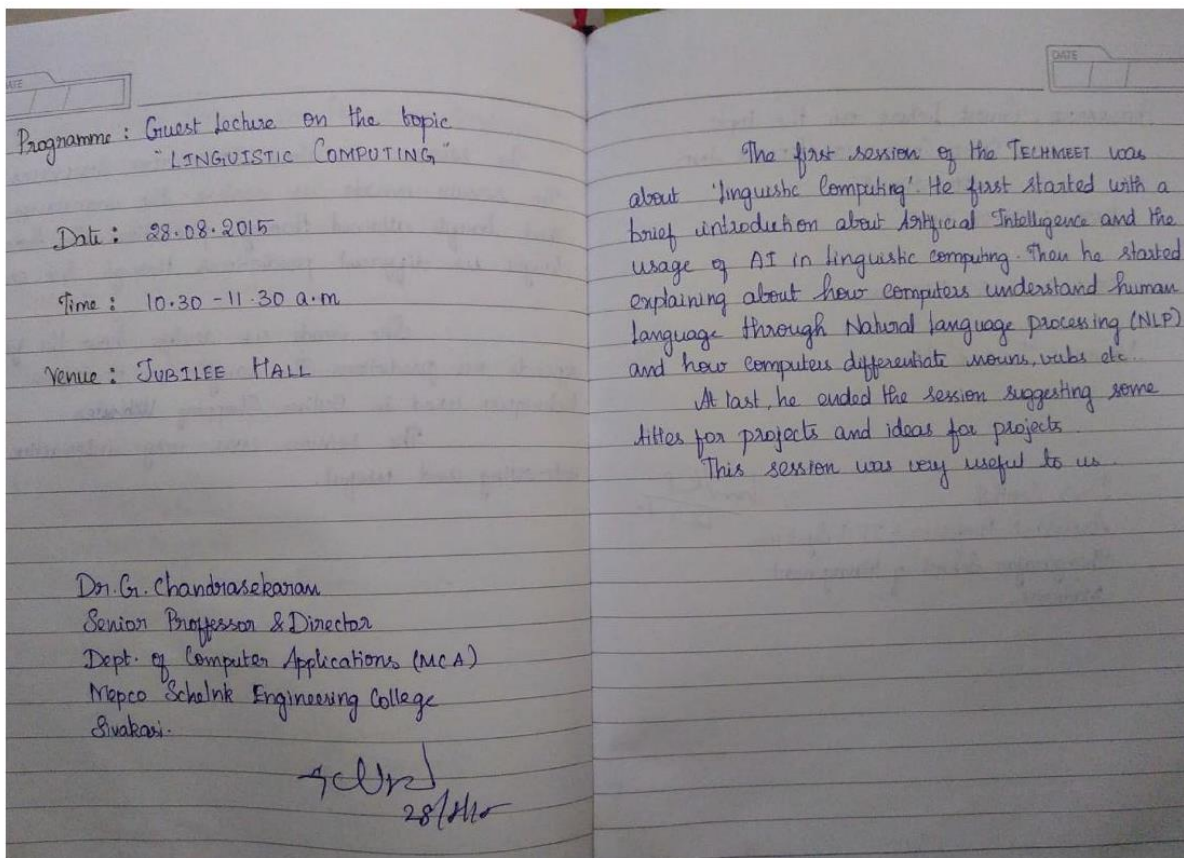 DATE
Programme : Guest Lecture on the topic
"LINGUISTIC COMPUTING"
Date : 28.08.2015
Time : 10.30 - 11.30 a.m
Venue : JUBILEE HALL
Dr. G. Chandrasekaran
Senior Proffessor & Director
Dept. of Computer Applications (MCA)
Mepco Schelnk Engineering College
Sivakasi.
28/8/15
DATE
The first session of the TECHMEET was
about 'linguistic Computing'. He first started with a
brief introduction about Artificial Intelligence and the
usage of AI in linguistic computing. Then he started
explaining about how computers understand human
language through Natural language processing (NLP)
and how computers differentiate nouns, verbs etc.
At last, he ended the session suggesting some
titles for projects and ideas for projects
This session was very useful to us.